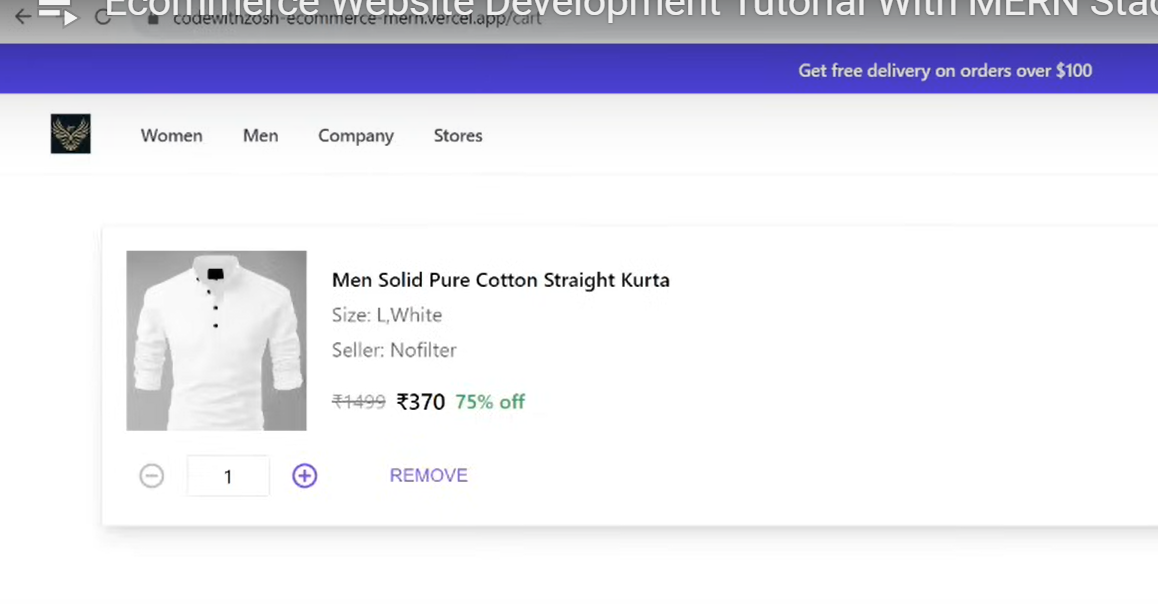 Ecommerce Website Development Tutorial With MERN
codewithzosh-ecommerce-mern.vercel.app/cart
Get free delivery on orders over $100
Women Men Company Stores
Men Solid Pure Cotton Straight Kurta
Size: L,White
Seller: Nofilter
₹1499 ₹370 75% off
1 REMOVE